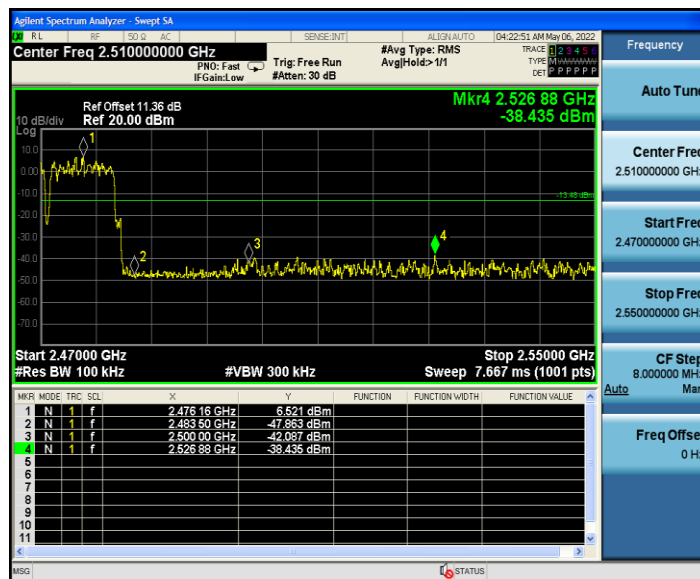 Agilent Spectrum Analyzer - Swept SA
RL RF 50 Ω AC SENSE:INT ALIGN AUTO 04:22:51 AM May 06, 2022
Center Freq 2.510000000 GHz
PNO: Fast
IFGain:Low
Trig: Free Run
#Atten: 30 dB
#Avg Type: RMS
Avg|Hold:> 1/1
TRACE 1 2 3 4 5 6
TYPE M
DET P P P P P P
Mkr4 2.526 88 GHz
-38.435 dBm
Ref Offset 11.36 dB
10 dB/div Ref 20.00 dBm
Log
10.0
0.00
-10.0
-20.0
-30.0
-40.0
-50.0
-60.0
-70.0
1
2
3
4
-13.48 dBm
Start 2.47000 GHz Stop 2.55000 GHz
#Res BW 100 kHz #VBW 300 kHz Sweep 7.667 ms (1001 pts)
MKR MODE TRC SCL X Y FUNCTION FUNCTION WIDTH FUNCTION VALUE
1 N 1 f 2.476 16 GHz 6.521 dBm
2 N 1 f 2.483 50 GHz -47.863 dBm
3 N 1 f 2.500 00 GHz -42.087 dBm
4 N 1 f 2.526 88 GHz -38.435 dBm
5
6
7
8
9
10
11
MSG STATUS
Frequency
Auto Tune
Center Freq
2.510000000 GHz
Start Freq
2.470000000 GHz
Stop Freq
2.550000000 GHz
CF Step
8.000000 MHz
Auto Man
Freq Offset
0 Hz